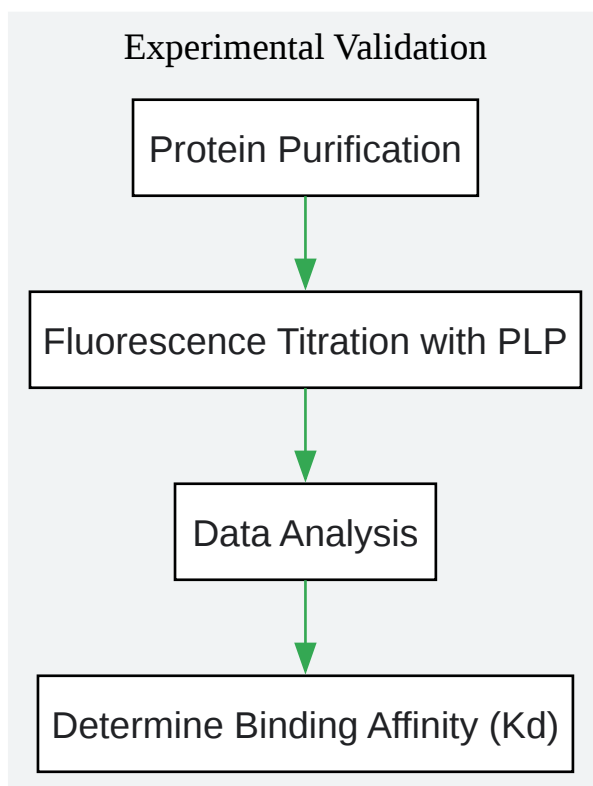 Experimental Validation
Protein Purification
Fluorescence Titration with PLP
Data Analysis
Determine Binding Affinity (Kd)